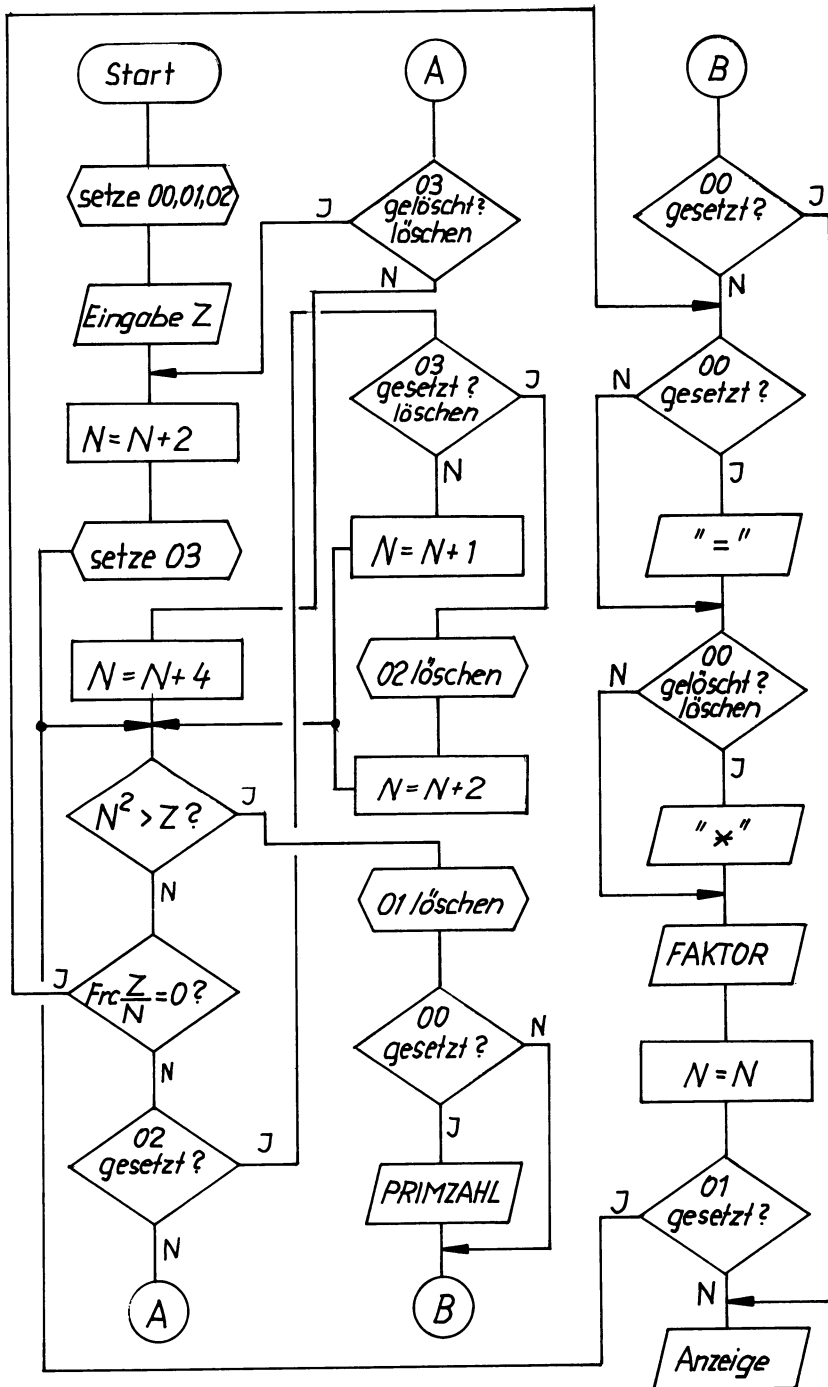 Start
setze 00,01,02
Eingabe Z
N=N+2
setze 03
N=N+4
N²>Z?
J
N
Frc Z/N=0?
J
N
02
gesetzt?
J
N
A
A
03
gelöscht?
löschen
J
N
03
gesetzt?
löschen
J
N
N=N+1
02 löschen
N=N+2
01 löschen
00
gesetzt?
N
J
PRIMZAHL
B
B
00
gesetzt?
J
N
00
gesetzt?
N
J
"="
00
gelöscht?
löschen
N
J
"*"
FAKTOR
N=N
01
gesetzt?
J
N
Anzeige